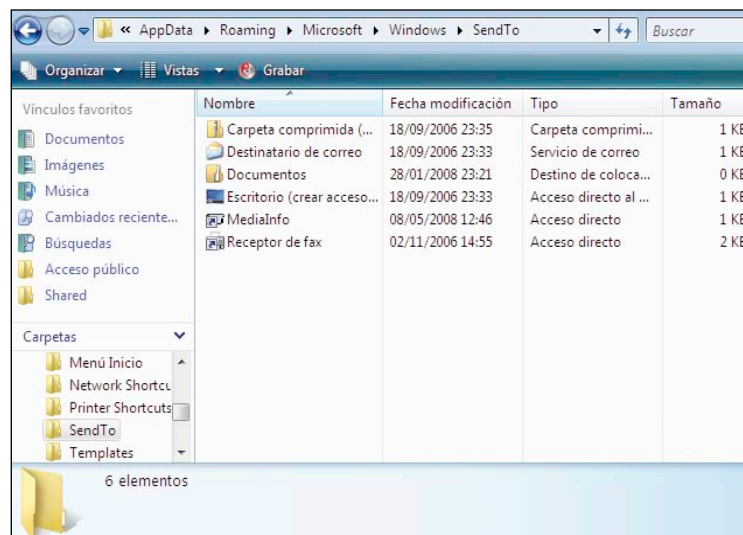 « AppData ▸ Roaming ▸ Microsoft ▸ Windows ▸ SendTo Buscar
Organizar Vistas Grabar
Vínculos favoritos
Documentos
Imágenes
Música
Cambiados reciente...
Búsquedas
Acceso público
Shared
Carpetas
Menú Inicio
Network Shortcu
Printer Shortcuts
SendTo
Templates
Nombre Fecha modificación Tipo Tamaño
Carpeta comprimida (... 18/09/2006 23:35 Carpeta comprimi... 1 KB
Destinatario de correo 18/09/2006 23:33 Servicio de correo 1 KB
Documentos 28/01/2008 23:21 Destino de coloca... 0 KB
Escritorio (crear acceso... 18/09/2006 23:33 Acceso directo al ... 1 KB
MediaInfo 08/05/2008 12:46 Acceso directo 1 KB
Receptor de fax 02/11/2006 14:55 Acceso directo 2 KB
6 elementos